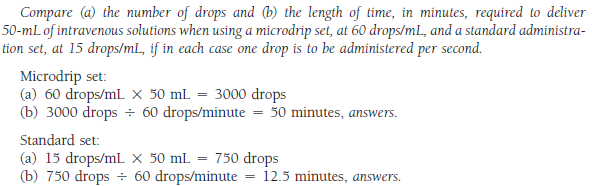 Compare (a) the number of drops and (b) the length of time, in minutes, required to deliver
50-mL of intravenous solutions when using a microdrip set, at 60 drops/mL, and a standard administra-
tion set, at 15 drops/mL, if in each case one drop is to be administered per second.
Microdrip set:
(a) 60 drops/mL × 50 mL = 3000 drops
(b) 3000 drops ÷ 60 drops/minute = 50 minutes, answers.
Standard set:
(a) 15 drops/mL × 50 mL = 750 drops
(b) 750 drops ÷ 60 drops/minute = 12.5 minutes, answers.